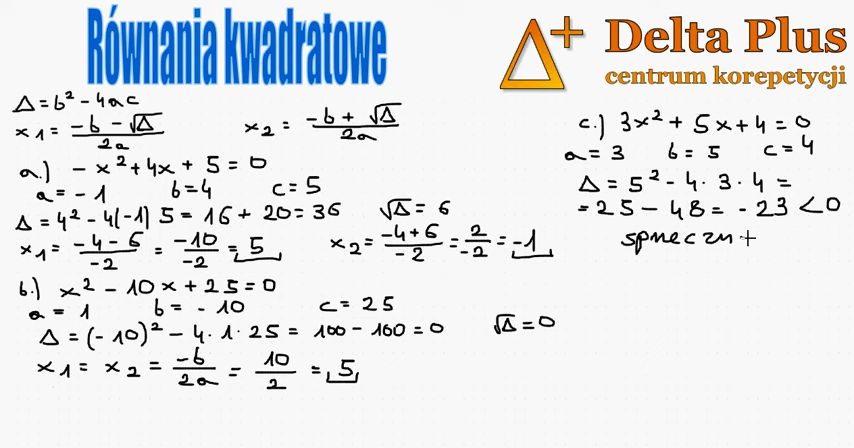 Równania kwadratowe
Δ+ Delta Plus
centrum korepetycji
Δ = b² - 4ac
x₁ = (-b - √Δ)/2a    x₂ = (-b + √Δ)/2a
a.) -x² + 4x + 5 = 0
a = -1    b = 4    c = 5
Δ = 4² - 4(-1) 5 = 16 + 20 = 36    √Δ = 6
x₁ = (-4 - 6)/-2 = -10/-2 = 5    x₂ = (-4 + 6)/-2 = 2/-2 = -1
b.) x² - 10x + 25 = 0
a = 1    b = -10    c = 25
Δ = (-10)² - 4 · 1 · 25 = 100 - 100 = 0    √Δ = 0
x₁ = x₂ = -b/2a = 10/2 = 5
c.) 3x² + 5x + 4 = 0
a = 3    b = 5    c = 4
Δ = 5² - 4 · 3 · 4 =
= 25 - 48 = -23 < 0